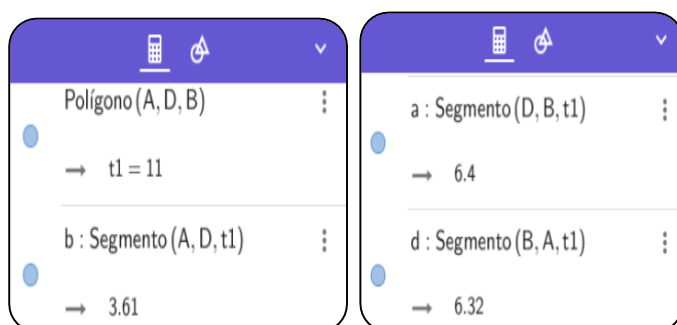 Polígono (A, D, B)
→ t1 = 11
b : Segmento (A, D, t1)
→ 3.61
a : Segmento (D, B, t1)
→ 6.4
d : Segmento (B, A, t1)
→ 6.32